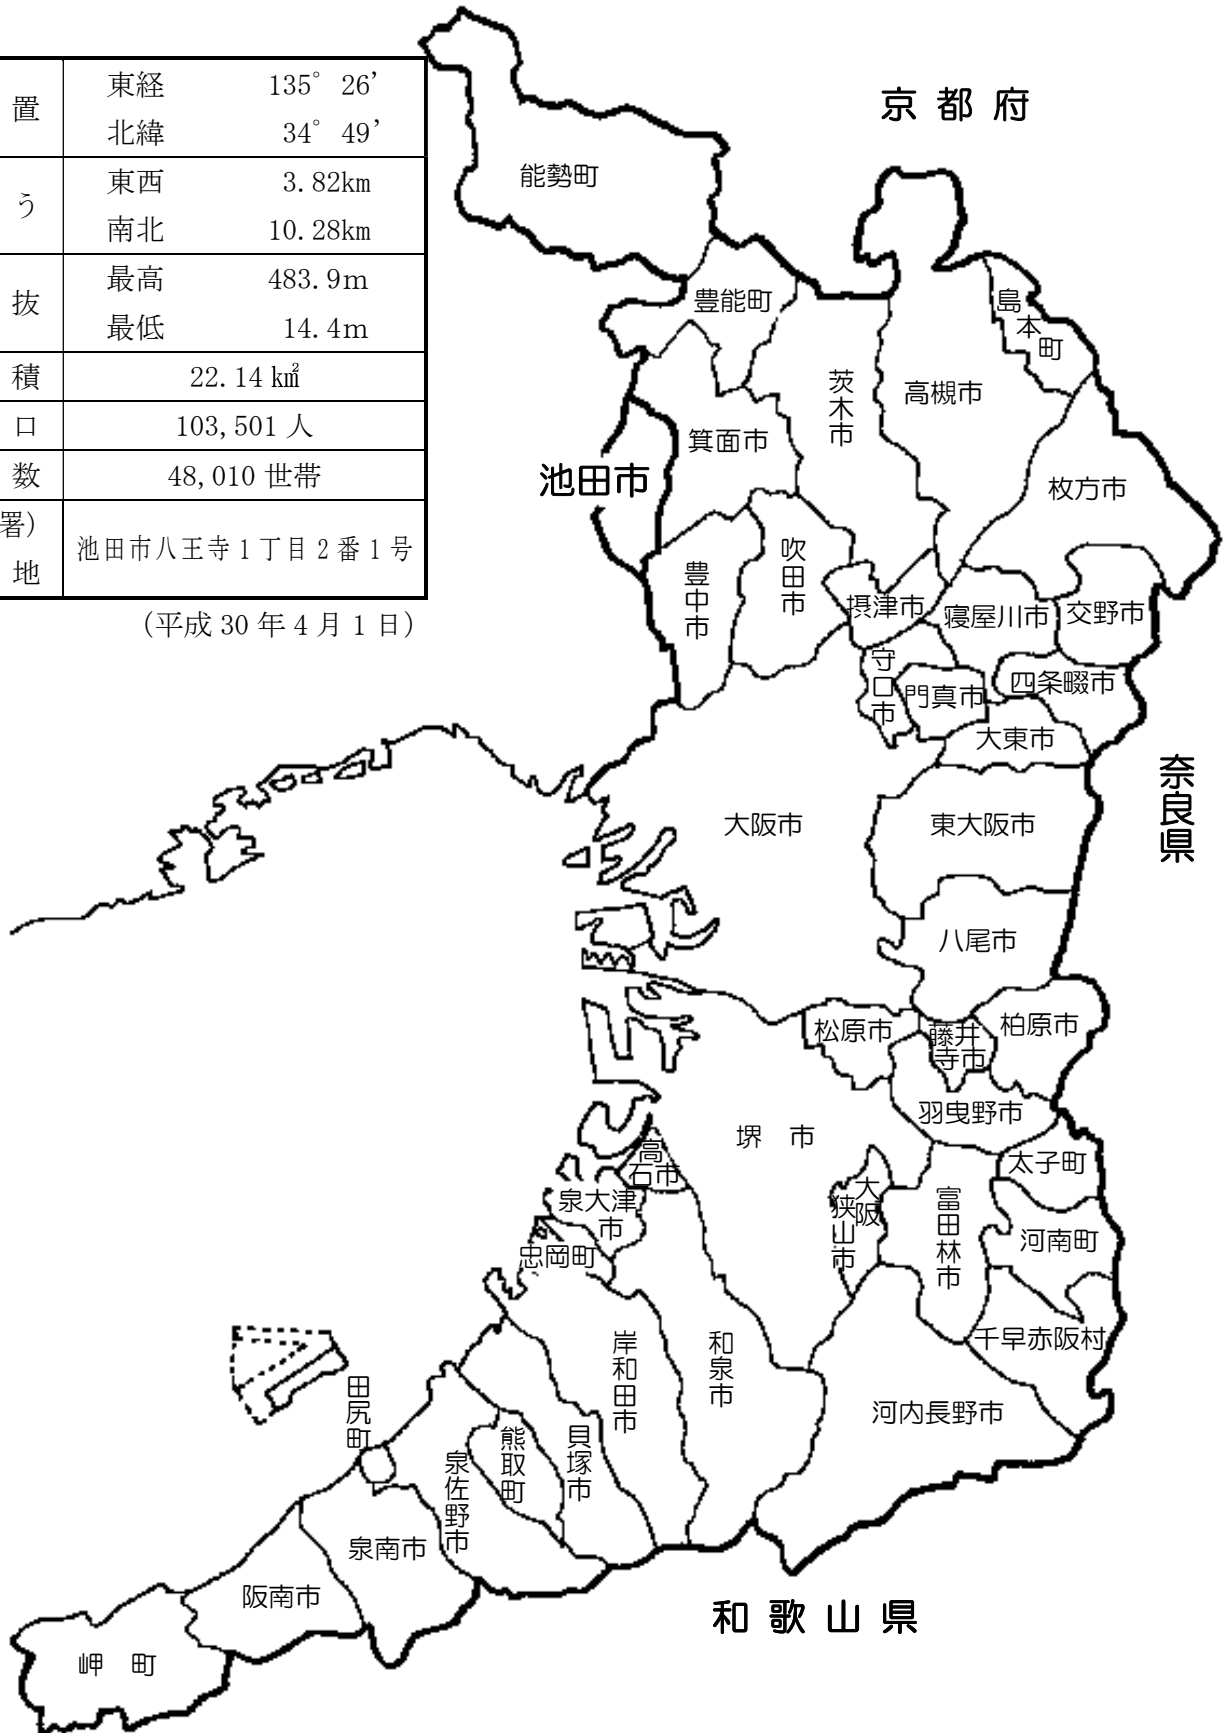 置 東経 135°26’
北緯 34°49’
う 東西 3.82km
南北 10.28km
抜 最高 483.9m
最低 14.4m
積 22.14㎢
口 103,501人
数 48,010世帯
署)
地 池田市八王寺1丁目2番1号
(平成30年4月1日)
京都府
能勢町
豊能町
島本町
茨木市
高槻市
箕面市
池田市
枚方市
吹田市
豊中市
摂津市
寝屋川市
交野市
守口市
門真市
四条畷市
大東市
奈良県
大阪市
東大阪市
八尾市
松原市
藤井
寺市
柏原市
羽曳野市
堺市
高石市
太子町
大阪
狭山市
富田林市
泉大津
市
河南町
忠岡町
千早赤阪村
岸和田市
和泉市
田尻町
河内長野市
熊取町
貝塚市
泉佐野市
泉南市
阪南市
和歌山県
岬町